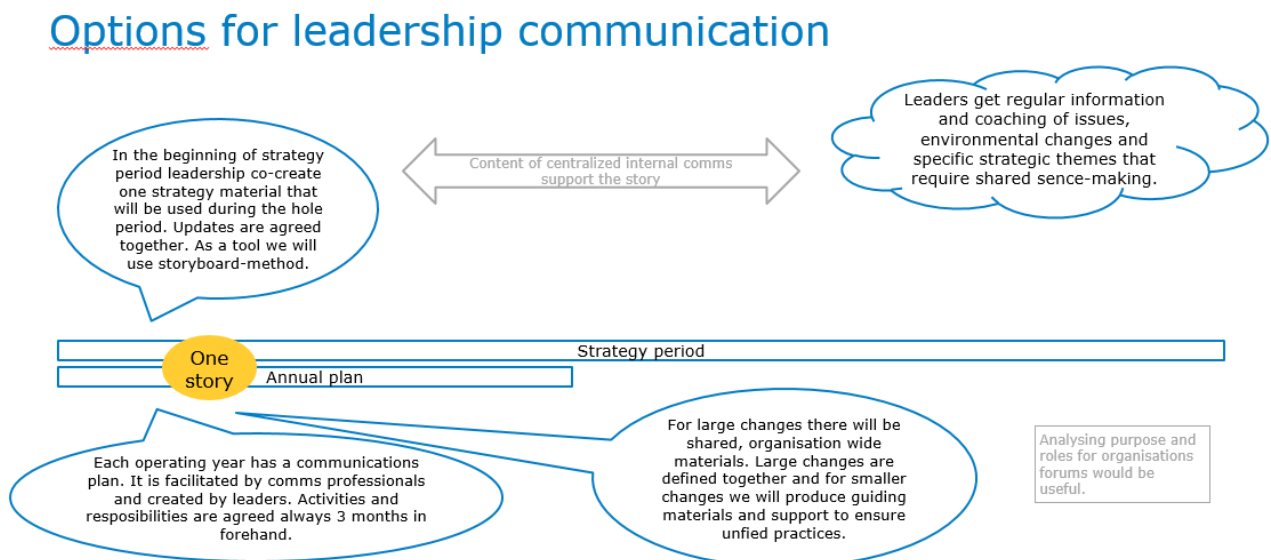 Options for leadership communication
In the beginning of strategy
period leadership co-create
one strategy material that
will be used during the hole
period. Updates are agreed
together. As a tool we will
use storyboard-method.
Content of centralized internal comms
support the story
Leaders get regular information
and coaching of issues,
environmental changes and
specific strategic themes that
require shared sence-making.
Strategy period
One
story
Annual plan
Each operating year has a communications
plan. It is facilitated by comms professionals
and created by leaders. Activities and
resposibilities are agreed always 3 months in
forehand.
For large changes there will be
shared, organisation wide
materials. Large changes are
defined together and for smaller
changes we will produce guiding
materials and support to ensure
unfied practices.
Analysing purpose and
roles for organisations
forums would be
useful.